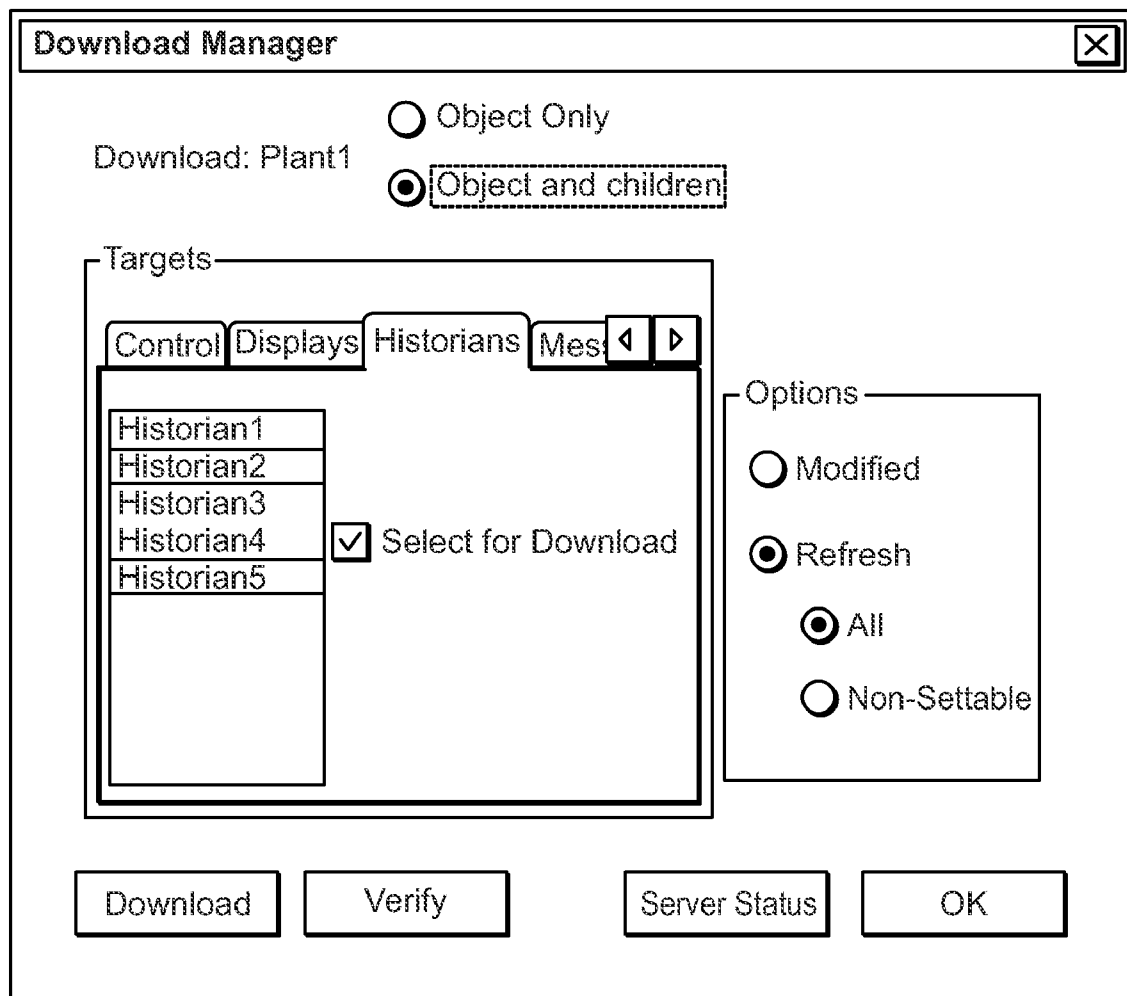 Download Manager
Object Only
Download: Plant1
Object and children
Targets
Control Displays Historians Mes
Options
Historian1
Historian2
Historian3
Historian4
Historian5
Select for Download
Modified
Refresh
All
Non-Settable
Download Verify Server Status OK